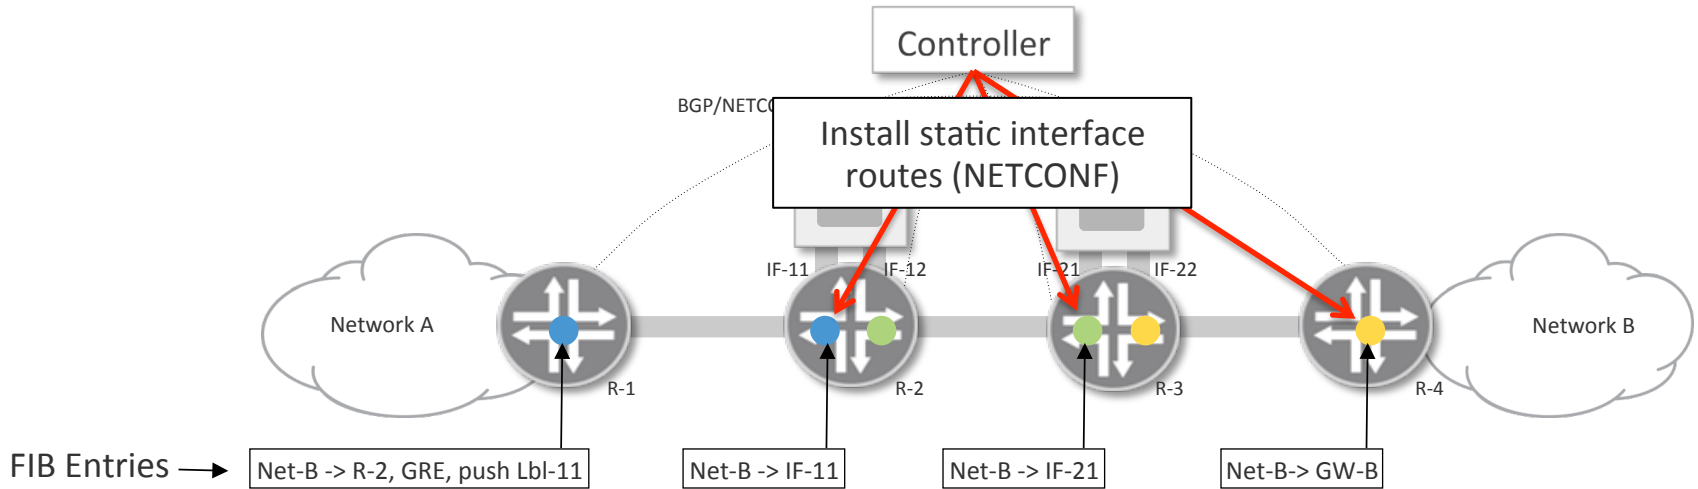 Controller
BGP/NETCO
Install static interface
routes (NETCONF)
IF-11
IF-12
IF-21
IF-22
Network A
Network B
R-1
R-2
R-3
R-4
FIB Entries
Net-B -> R-2, GRE, push Lbl-11
Net-B -> IF-11
Net-B -> IF-21
Net-B-> GW-B